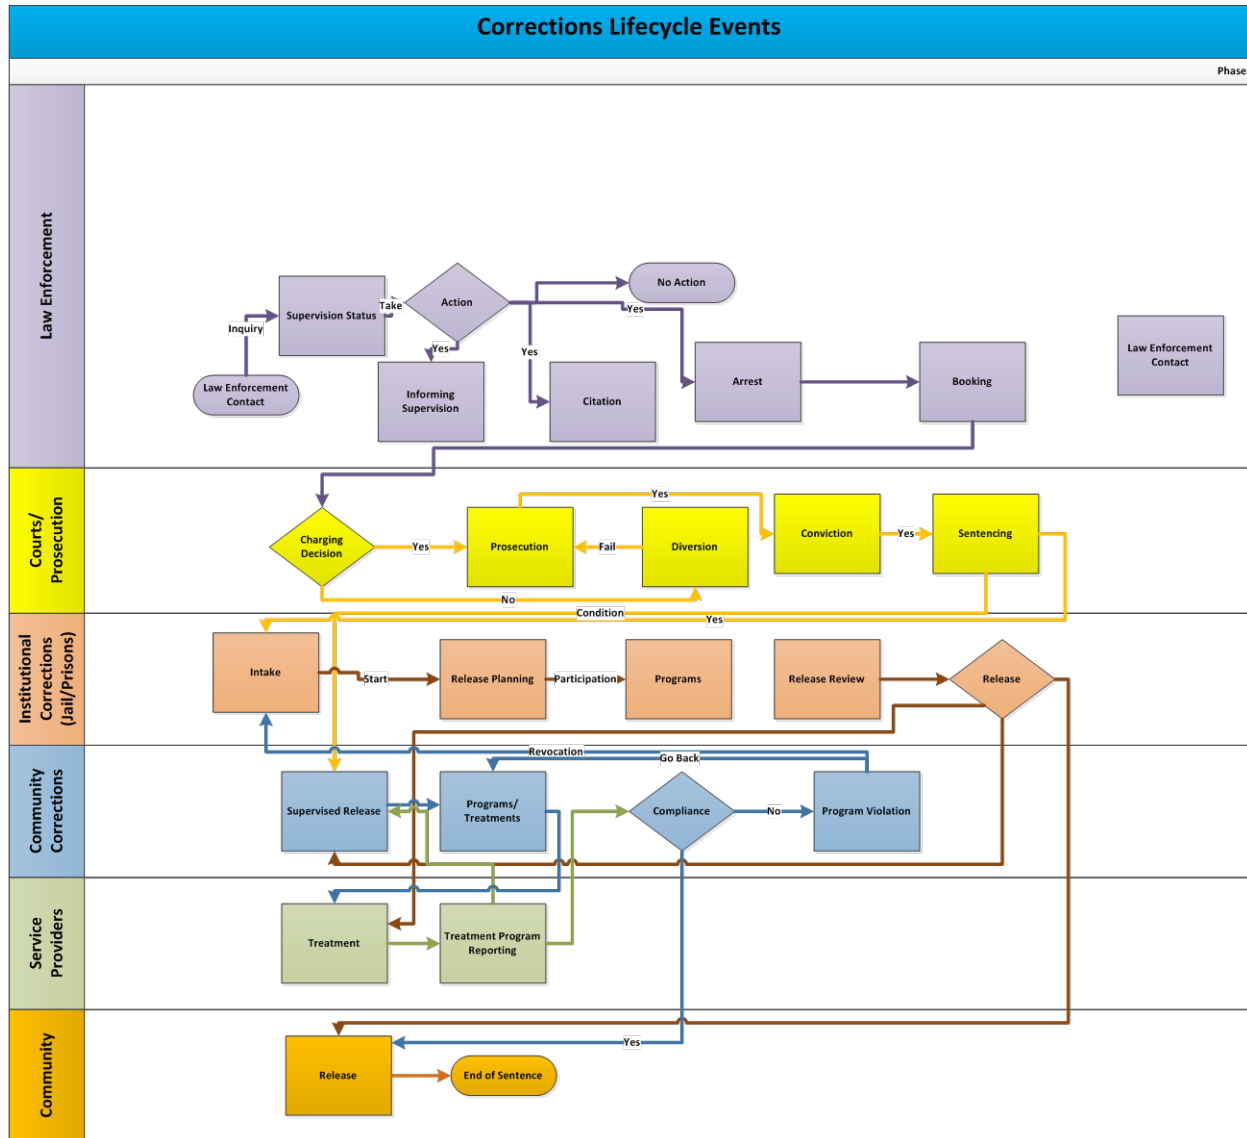 Corrections Lifecycle Events
Phase
Law Enforcement
No Action
Action
Supervision Status
Take
Yes
Inquiry
Law Enforcement
Contact
Yes
Yes
Informing
Supervision
Citation
Arrest
Booking
Law Enforcement
Contact
Courts/
Prosecution
Charging
Decision
Yes
Prosecution
Fail
Diversion
Yes
Conviction
Yes
Sentencing
No
Condition
Yes
Institutional
Corrections
(Jail/Prisons)
Intake
Start
Release Planning
Participation
Programs
Release Review
Release
Revocation
Go Back
Community
Corrections
Supervised Release
Programs/
Treatments
Compliance
No
Program Violation
Service
Providers
Treatment
Treatment Program
Reporting
Community
Yes
Release
End of Sentence